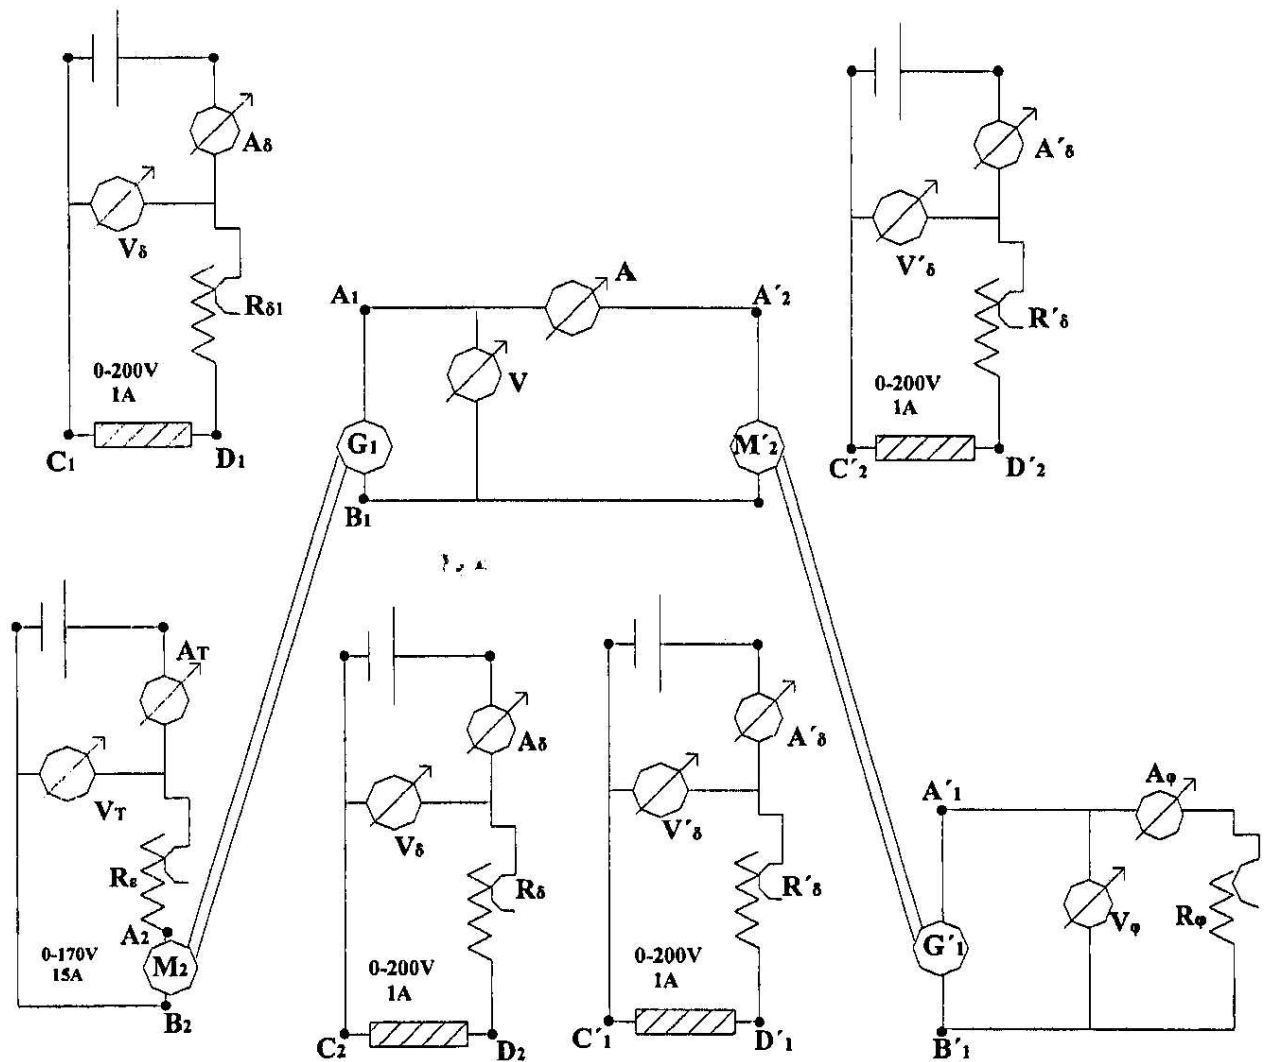 Aδ
Vδ
Rδ1
0-200V
1A
C1
D1
A1
A
A´2
V
G1
M´2
B1
A´δ
V´δ
R´δ
0-200V
1A
C´2
D´2
AT
VT
Rε
A2
0-170V
15A
M2
B2
Aδ
Vδ
Rδ
0-200V
1A
C2
D2
A´δ
V´δ
R´δ
0-200V
1A
C´1
D´1
A´1
Aφ
Vφ
Rφ
G´1
B´1